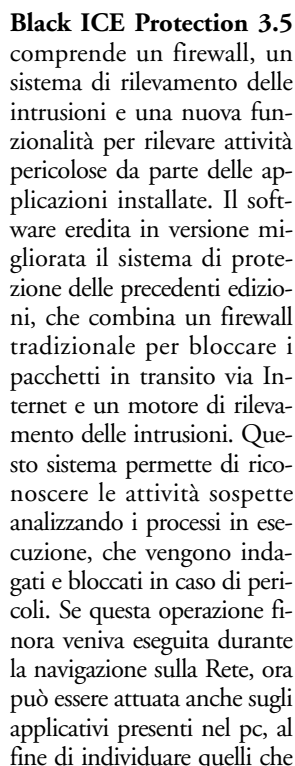 Black ICE Protection 3.5
comprende un firewall, un
sistema di rilevamento delle
intrusioni e una nuova fun-
zionalità per rilevare attività
pericolose da parte delle ap-
plicazioni installate. Il soft-
ware eredita in versione mi-
gliorata il sistema di prote-
zione delle precedenti edizio-
ni, che combina un firewall
tradizionale per bloccare i
pacchetti in transito via In-
ternet e un motore di rileva-
mento delle intrusioni. Que-
sto sistema permette di rico-
noscere le attività sospette
analizzando i processi in ese-
cuzione, che vengono inda-
gati e bloccati in caso di peri-
coli. Se questa operazione fi-
nora veniva eseguita durante
la navigazione sulla Rete, ora
può essere attuata anche sugli
applicativi presenti nel pc, al
fine di individuare quelli che